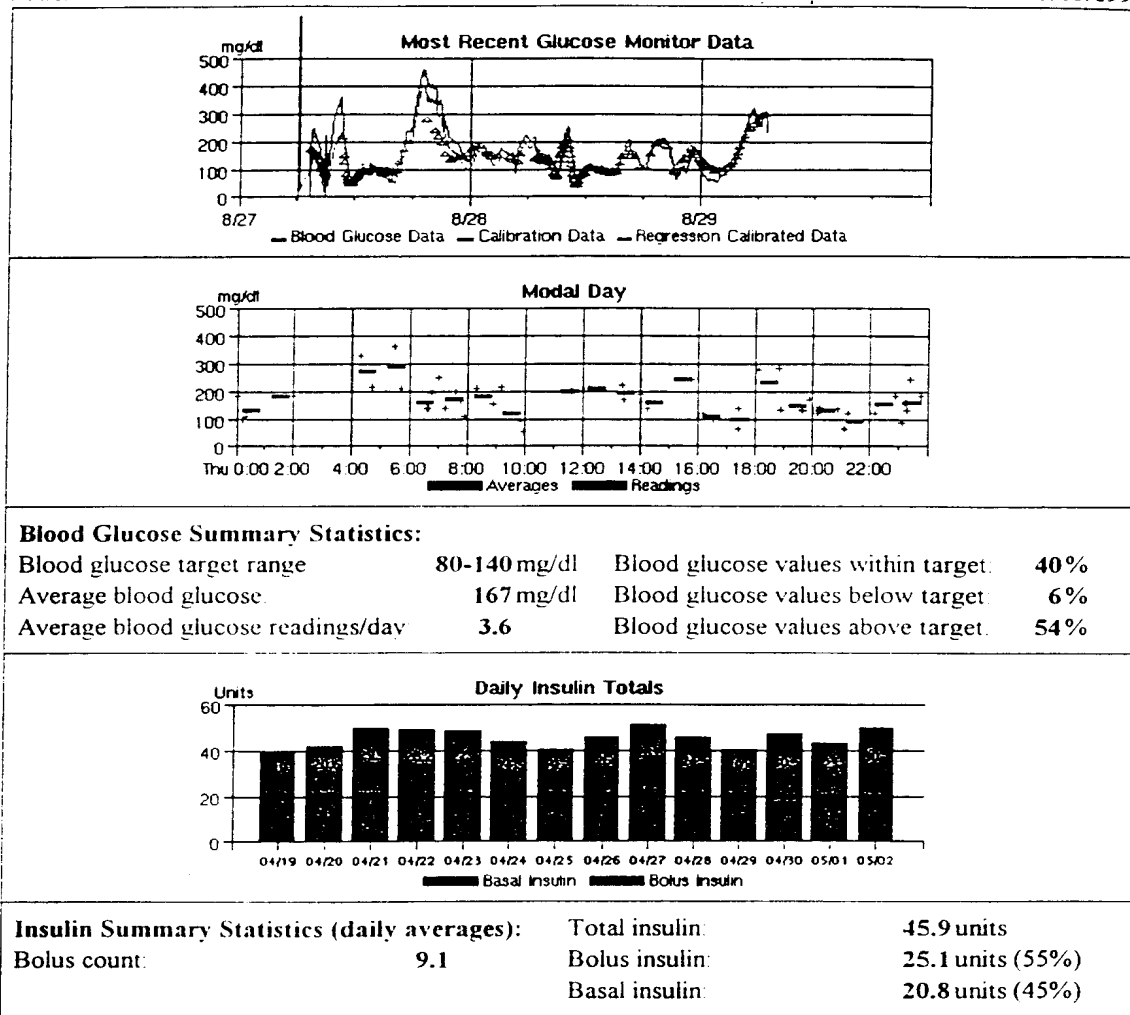 Most Recent Glucose Monitor Data
mg/dl
500
400
300
200
100
0
8/27 8/28 8/29
Blood Glucose Data Calibration Data Regression Calibrated Data
Modal Day
mg/dl
500
400
300
200
100
0
Thu 0:00 2:00 4:00 6:00 8:00 10:00 12:00 14:00 16:00 18:00 20:00 22:00
Averages Readings
Blood Glucose Summary Statistics:
Blood glucose target range 80-140 mg/dl Blood glucose values within target: 40%
Average blood glucose: 167 mg/dl Blood glucose values below target: 6%
Average blood glucose readings/day 3.6 Blood glucose values above target: 54%
Daily Insulin Totals
Units
60
40
20
0
04/19 04/20 04/21 04/22 04/23 04/24 04/25 04/26 04/27 04/28 04/29 04/30 05/01 05/02
Basal Insulin Bolus Insulin
Insulin Summary Statistics (daily averages): Total insulin: 45.9 units
Bolus count: 9.1 Bolus insulin: 25.1 units (55%)
Basal insulin: 20.8 units (45%)